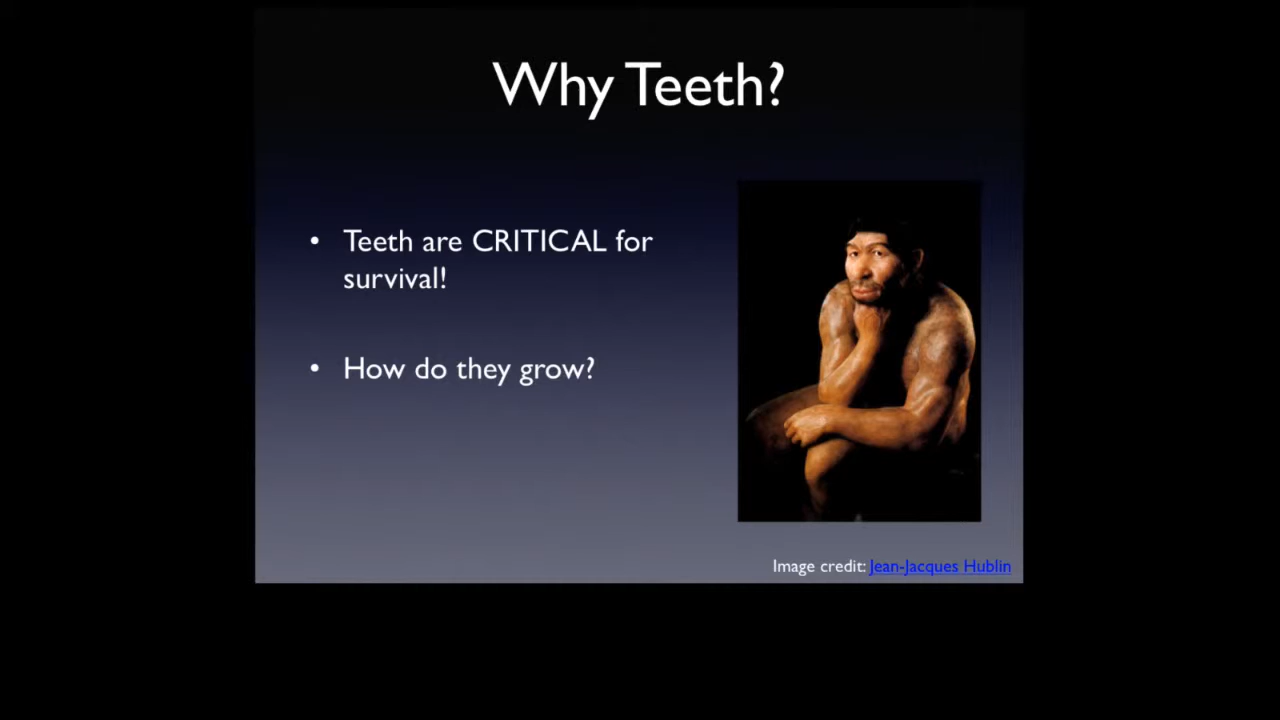 Why Teeth?
• Teeth are CRITICAL for
survival!
• How do they grow?
Image credit: Jean-Jacques Hublin